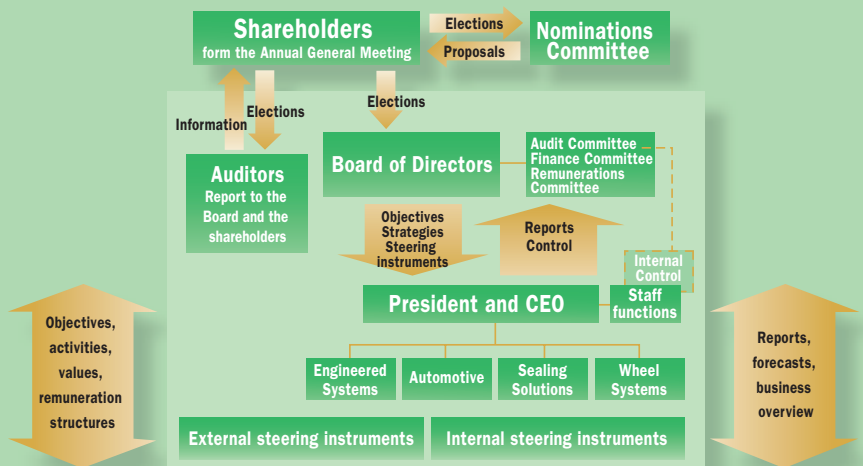 Shareholders
form the Annual General Meeting
Elections
Proposals
Nominations
Committee
Information
Elections
Elections
Auditors
Report to the
Board and the
shareholders
Board of Directors
Audit Committee
Finance Committee
Remunerations
Committee
Objectives
Strategies
Steering
instruments
Reports
Control
Internal
Control
President and CEO
Staff
functions
Engineered
Systems
Automotive
Sealing
Solutions
Wheel
Systems
Objectives,
activities,
values,
remuneration
structures
Reports,
forecasts,
business
overview
External steering instruments
Internal steering instruments